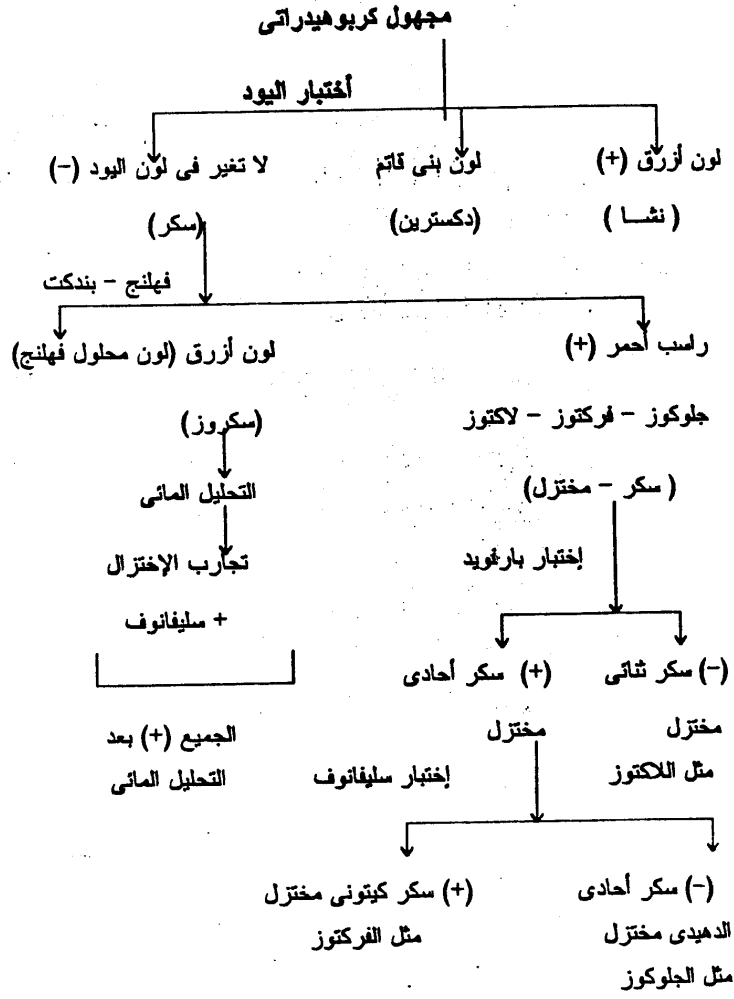 مجهول كربوهيدراتى
أختبار اليود
لون أزرق (+)
لون بنى قاتم
لا تغير فى لون اليود (-)
( نشـــا )
(دكسترين)
(سكر)
فهلنج - بندكت
راسب أحمر (+)
لون أزرق (لون محلول فهلنج)
جلوكوز - فركتوز - لاكتوز
(سكروز)
( سكر - مختزل)
التحليل المائى
إختبار بارفويد
تجارب الإختزال
+ سليفانوف
(-) سكر ثنائى
(+) سكر أحادى
مختزل
مختزل
الجميع (+) بعد
مثل اللاكتوز
إختبار سليفانوف
التحليل المائى
(-) سكر أحادى
(+) سكر كيتونى مختزل
الدهيدى مختزل
مثل الفركتوز
مثل الجلوكوز